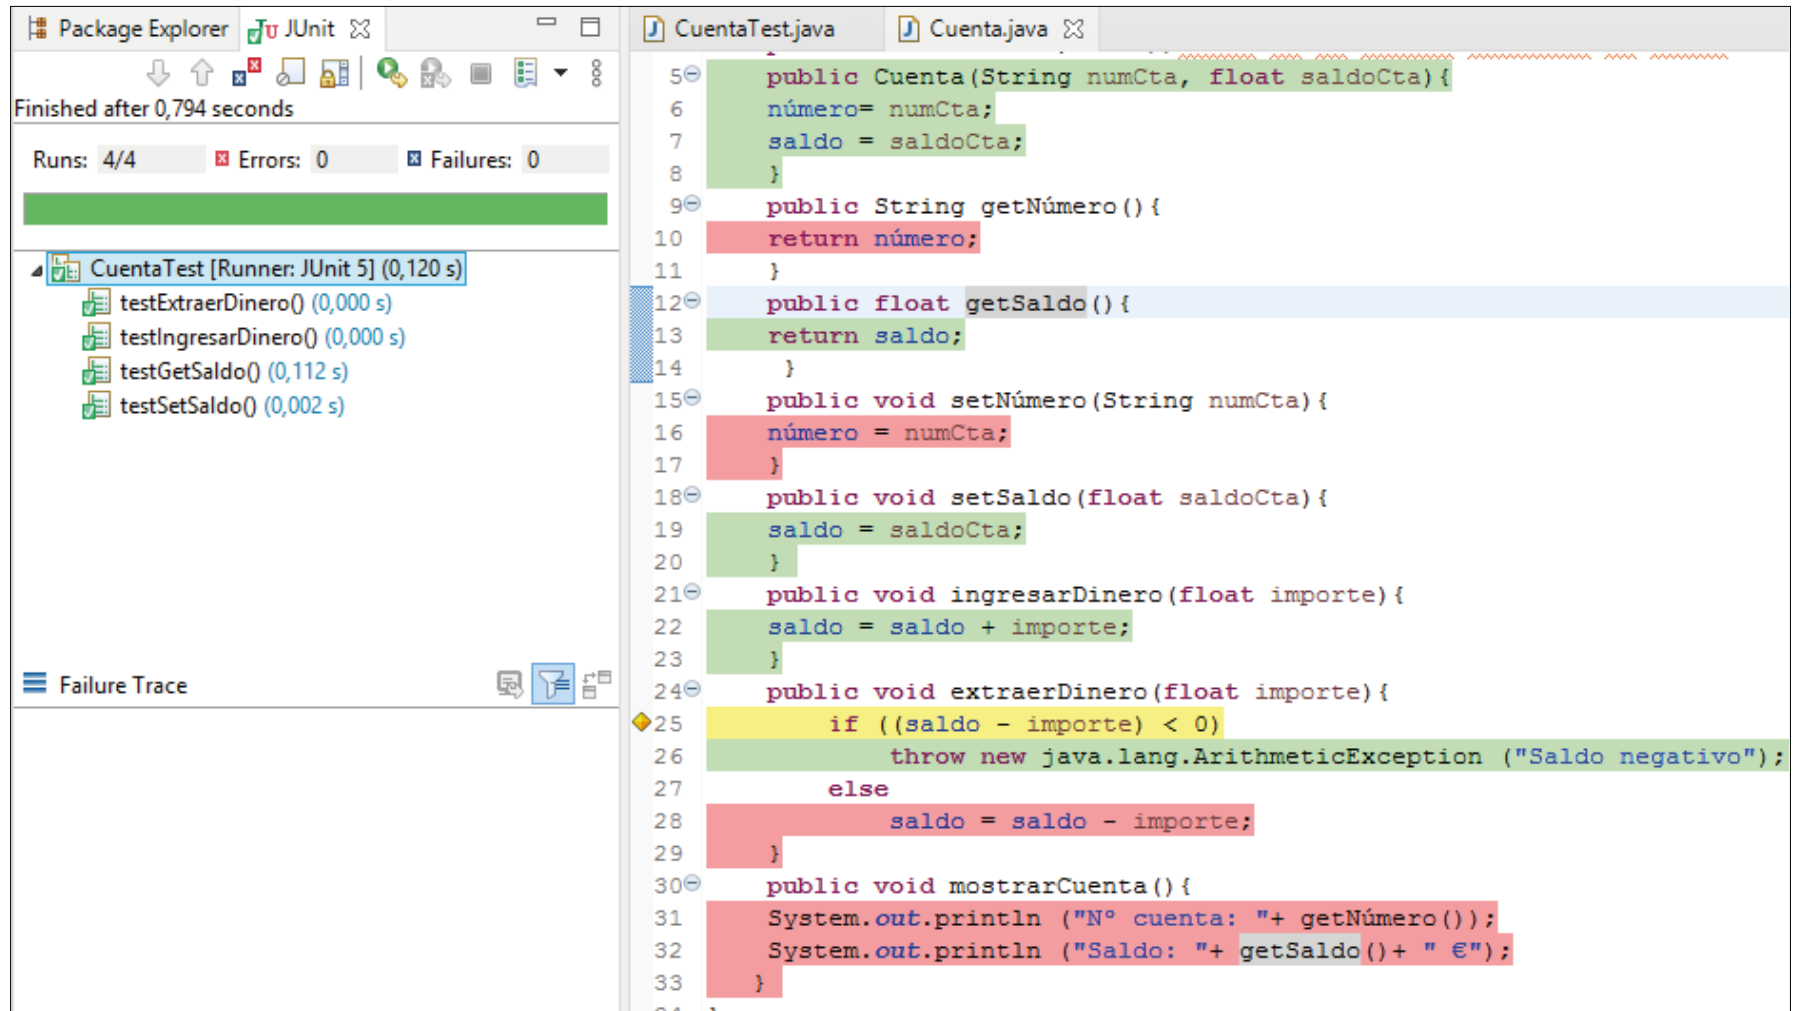 Package Explorer JUnit
Finished after 0,794 seconds
Runs: 4/4 Errors: 0 Failures: 0
CuentaTest [Runner: JUnit 5] (0,120 s)
testExtraerDinero() (0,000 s)
testIngresarDinero() (0,000 s)
testGetSaldo() (0,112 s)
testSetSaldo() (0,002 s)
Failure Trace
CuentaTest.java Cuenta.java
5 public Cuenta(String numCta, float saldoCta){
6 número= numCta;
7 saldo = saldoCta;
8 }
9 public String getNúmero(){
10 return número;
11 }
12 public float getSaldo(){
13 return saldo;
14 }
15 public void setNúmero(String numCta){
16 número = numCta;
17 }
18 public void setSaldo(float saldoCta){
19 saldo = saldoCta;
20 }
21 public void ingresarDinero(float importe){
22 saldo = saldo + importe;
23 }
24 public void extraerDinero(float importe){
25 if ((saldo - importe) < 0)
26 throw new java.lang.ArithmeticException ("Saldo negativo");
27 else
28 saldo = saldo - importe;
29 }
30 public void mostrarCuenta(){
31 System.out.println ("Nº cuenta: "+ getNúmero());
32 System.out.println ("Saldo: "+ getSaldo()+ " €");
33 }